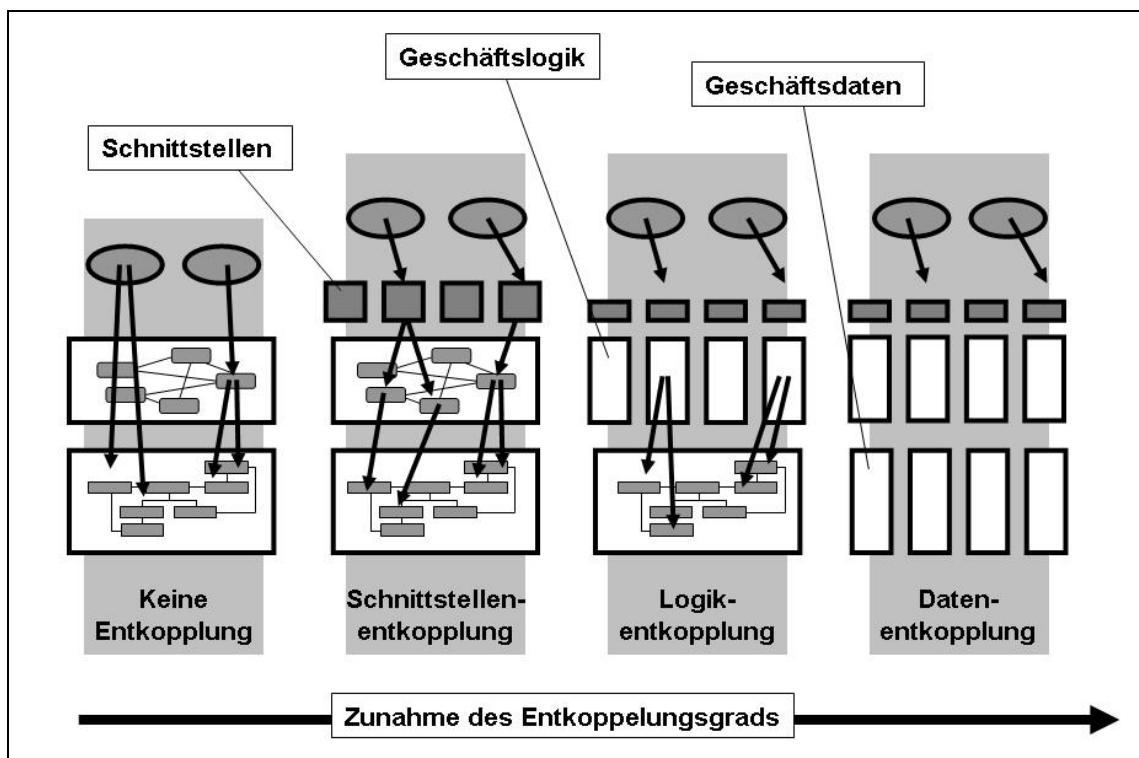 Geschäftslogik
Geschäftsdaten
Schnittstellen
Keine
Entkopplung
Schnittstellen-
entkopplung
Logik-
entkopplung
Daten-
entkopplung
Zunahme des Entkoppelungsgrads